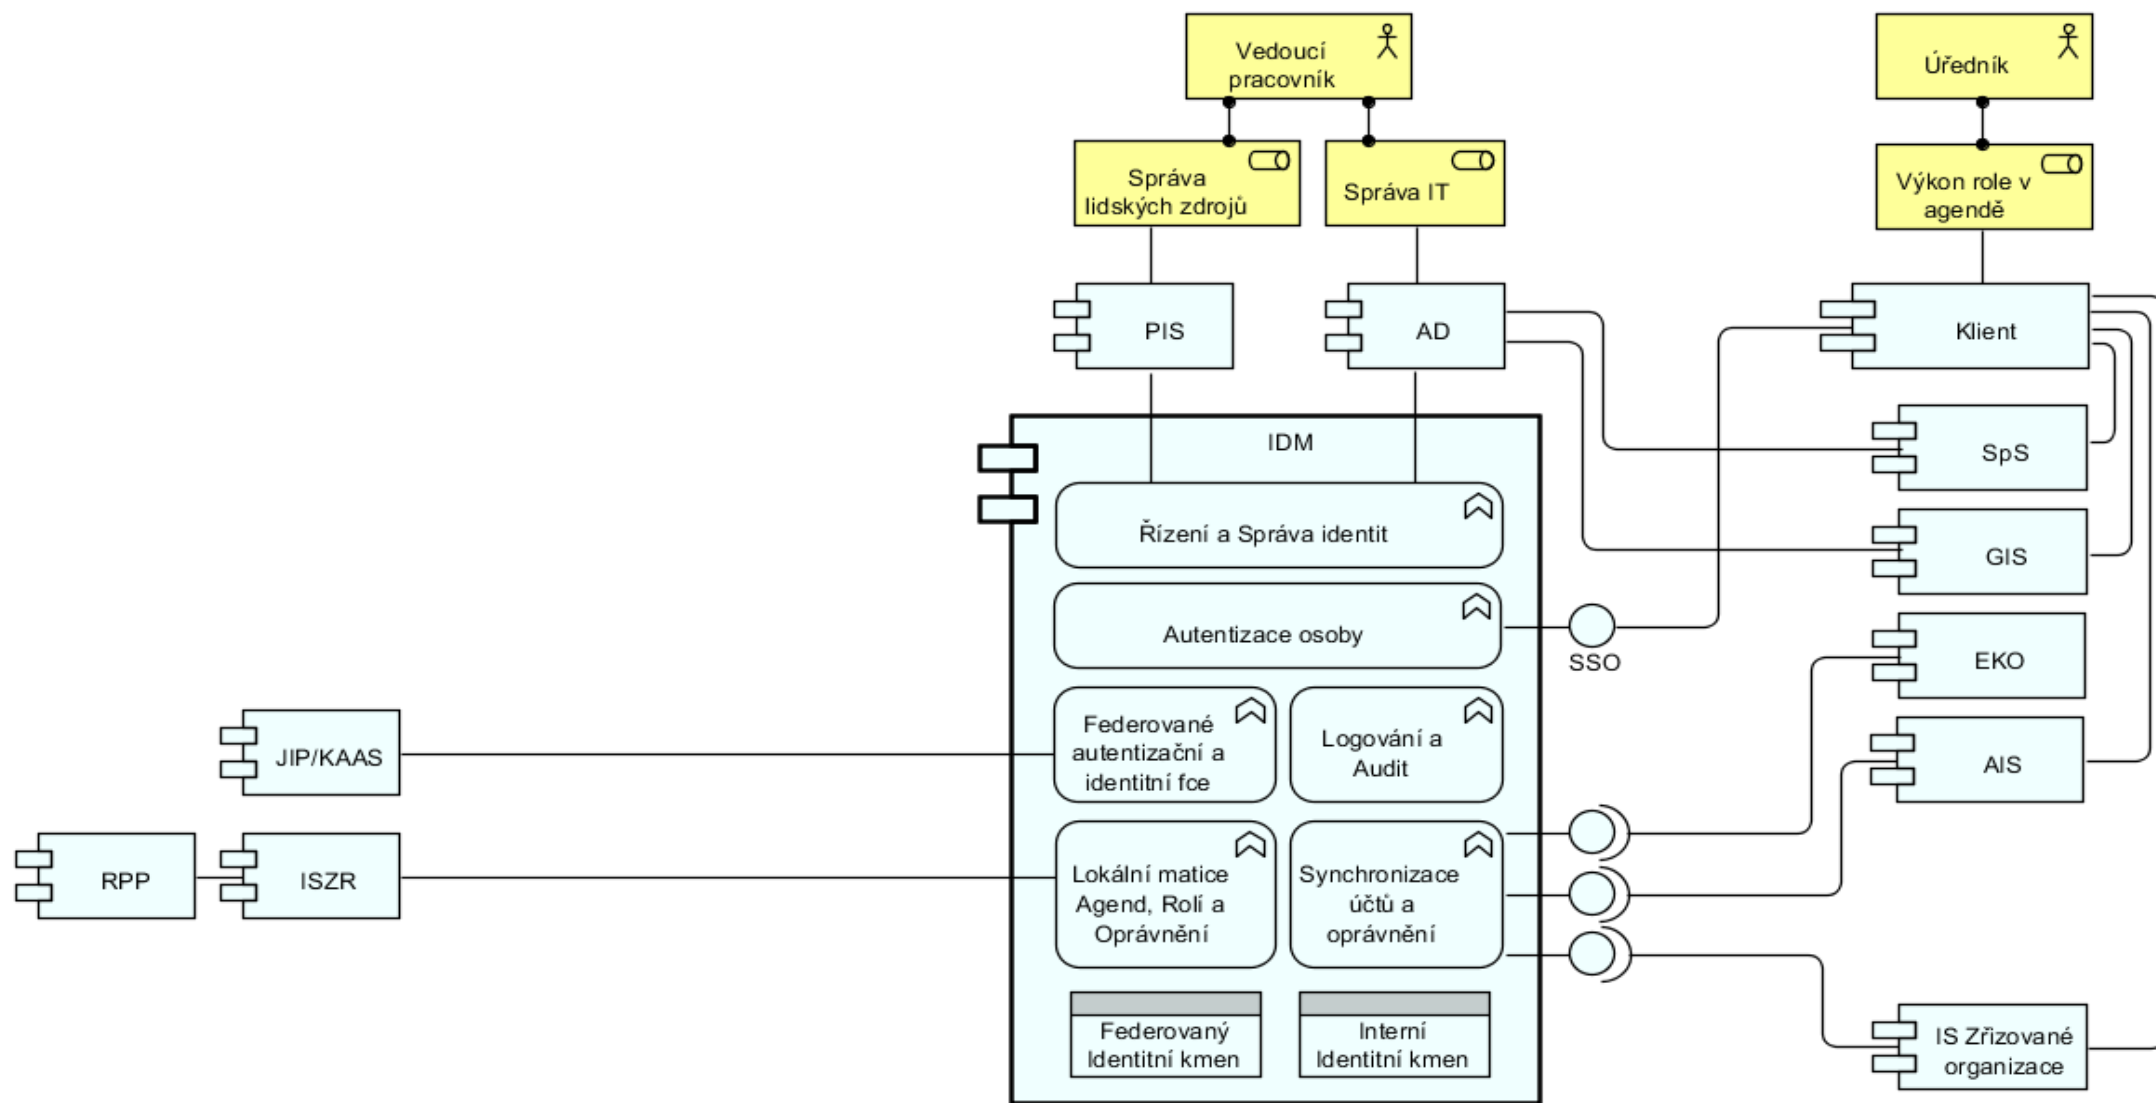 Vedoucí
pracovník
Úředník
Správa
lidských zdrojů
Správa IT
Výkon role v
agendě
PIS
AD
Klient
IDM
SpS
Řízení a Správa identit
GIS
Autentizace osoby
SSO
EKO
JIP/KAAS
Federované
autentizační a
identitní fce
Logování a
Audit
AIS
RPP
ISZR
Lokální matice
Agend, Rolí a
Oprávnění
Synchronizace
účtů a
oprávnění
Federovaný
Identitní kmen
Interní
Identitní kmen
IS Zřizované
organizace